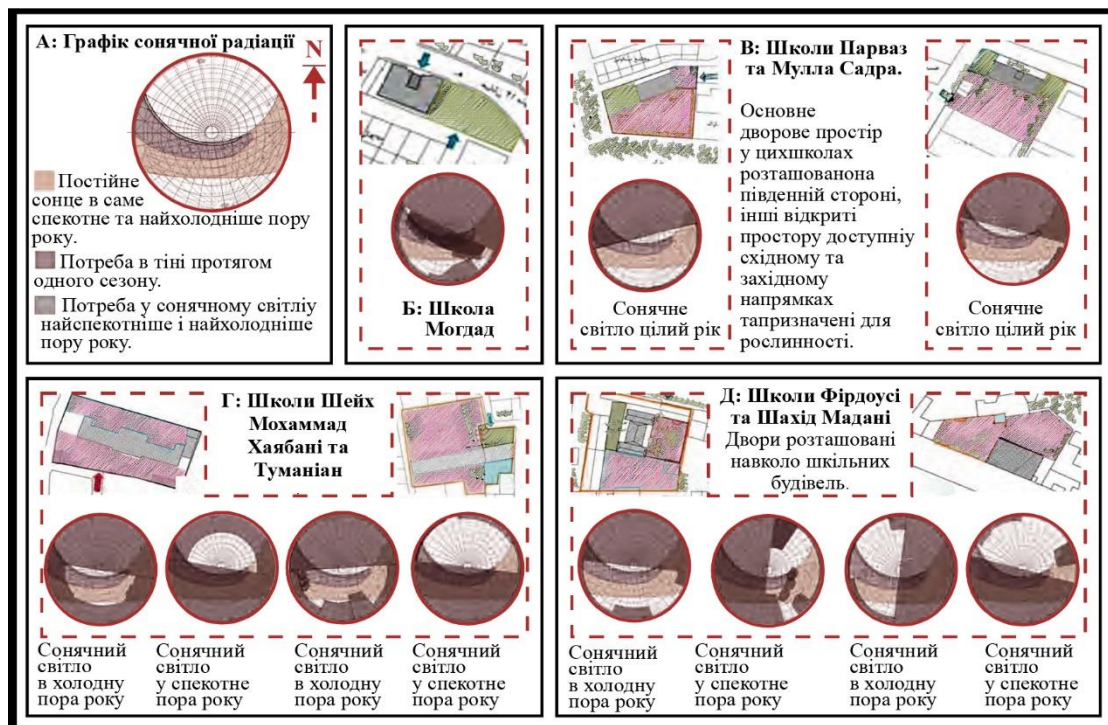 А: Графік сонячної радіації
N
Постійне
сонце в саме
спекотне та найхолодніше пору
року.
Потреба в тіні протягом
одного сезону.
Потреба у сонячному світліу
найспекотніше і найхолодніше
пору року.
Б: Школа
Могдад
В: Школи Парваз
та Мулла Садра.
Основне
дворове простір
у цихшколах
розташованона
південній стороні,
інші відкриті
простору доступніу
східному та
західному
напрямках
тапризначені для
рослинності.
Сонячне
світло цілий рік
Сонячне
світло цілий рік
Г: Школи Шейх
Мохаммад
Хаябані та
Туманіан
Сонячний
світло
в холодну
пора року
Сонячний
світло
у спекотне
пора року
Сонячний
світло
в холодну
пора року
Сонячний
світло
у спекотне
пора року
Д: Школи Фірдоусі
та Шахід Мадані
Двори розташовані
навколо шкільних
будівель.
Сонячний
світло
в холодну
пора року
Сонячний
світло
у спекотне
пора року
Сонячний
світло
в холодну
пора року
Сонячний
світло
у спекотне
пора року